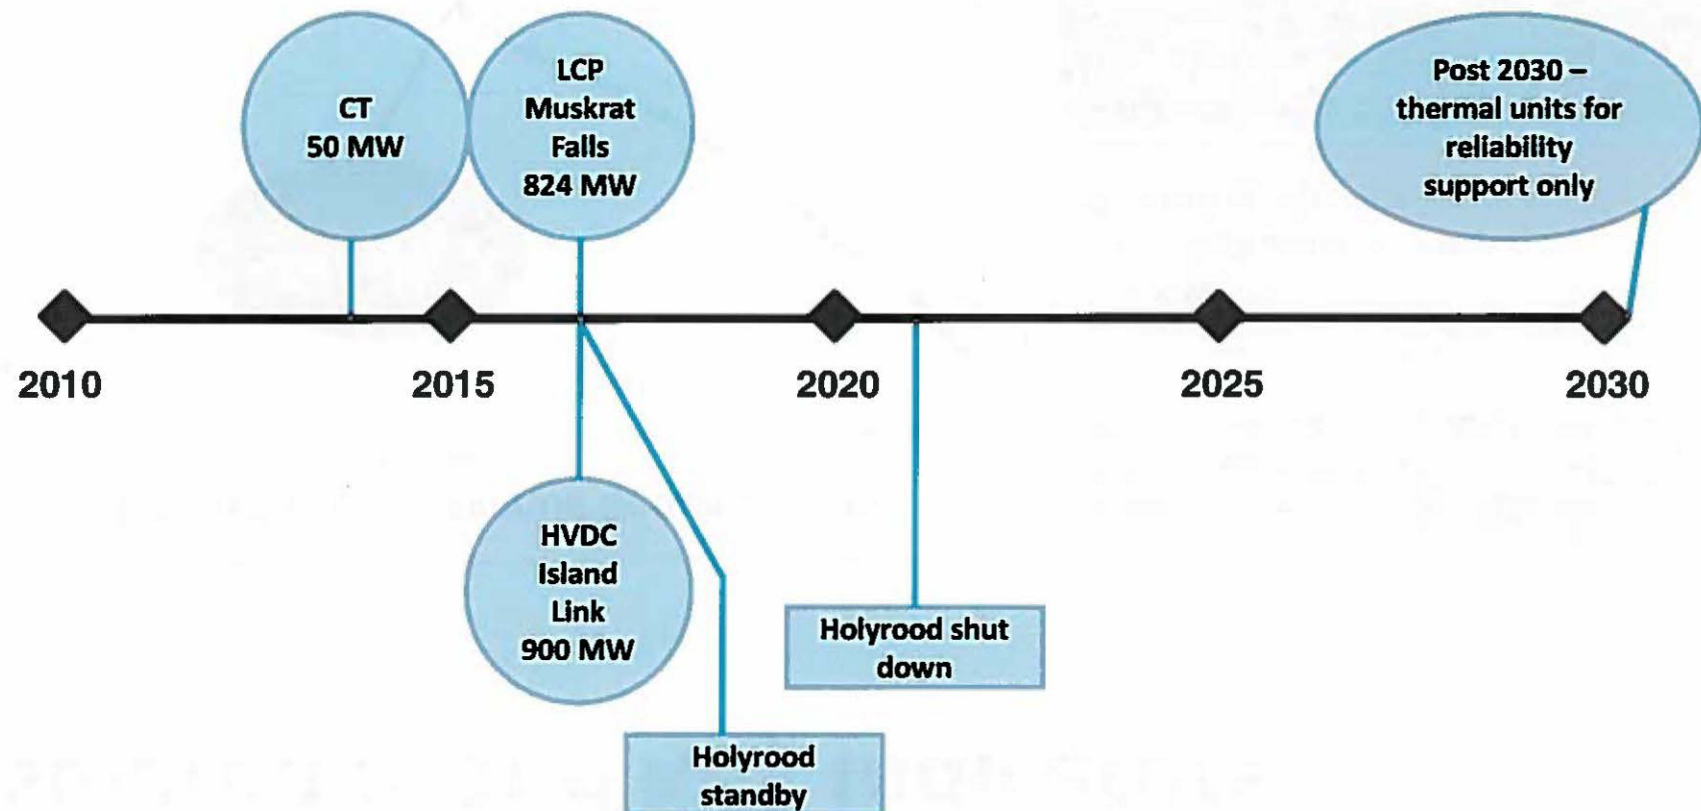 CT
50 MW
LCP
Muskrat
Falls
824 MW
Post 2030 –
thermal units for
reliability
support only
2010
2015
2020
2025
2030
HVDC
Island
Link
900 MW
Holyrood shut
down
Holyrood
standby